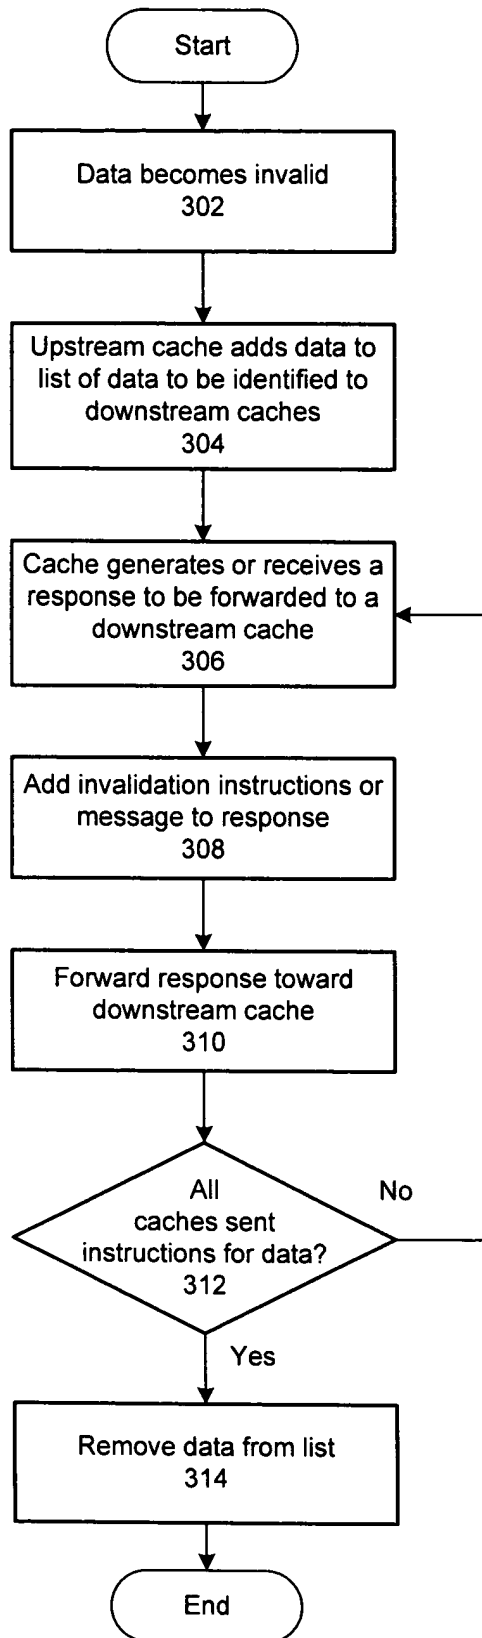 Start
Data becomes invalid
302
Upstream cache adds data to
list of data to be identified to
downstream caches
304
Cache generates or receives a
response to be forwarded to a
downstream cache
306
Add invalidation instructions or
message to response
308
Forward response toward
downstream cache
310
All
caches sent
instructions for data?
312
No
Yes
Remove data from list
314
End